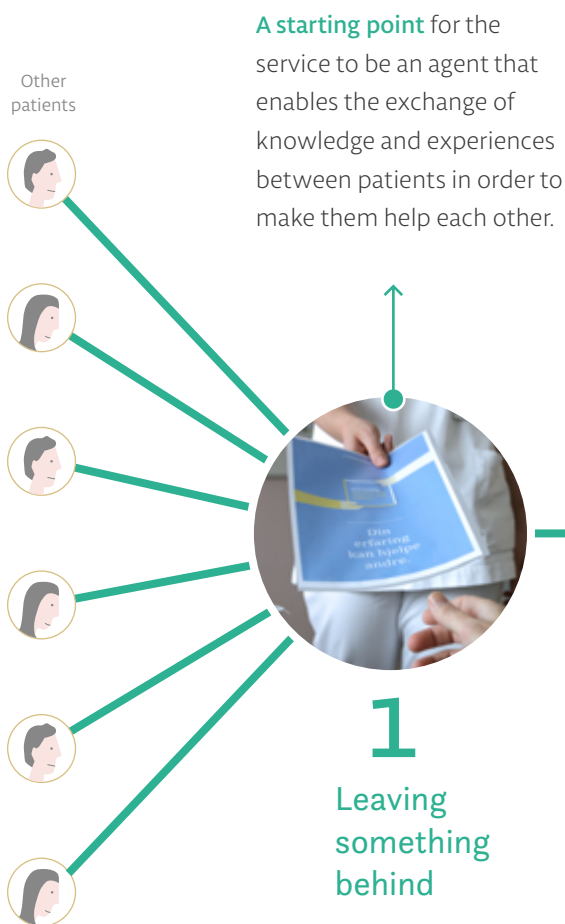 A starting point for the
service to be an agent that
enables the exchange of
knowledge and experiences
between patients in order to
make them help each other.
Other
patients
Din
erfaring
kan hjelpe
andre.
1
Leaving
something
behind